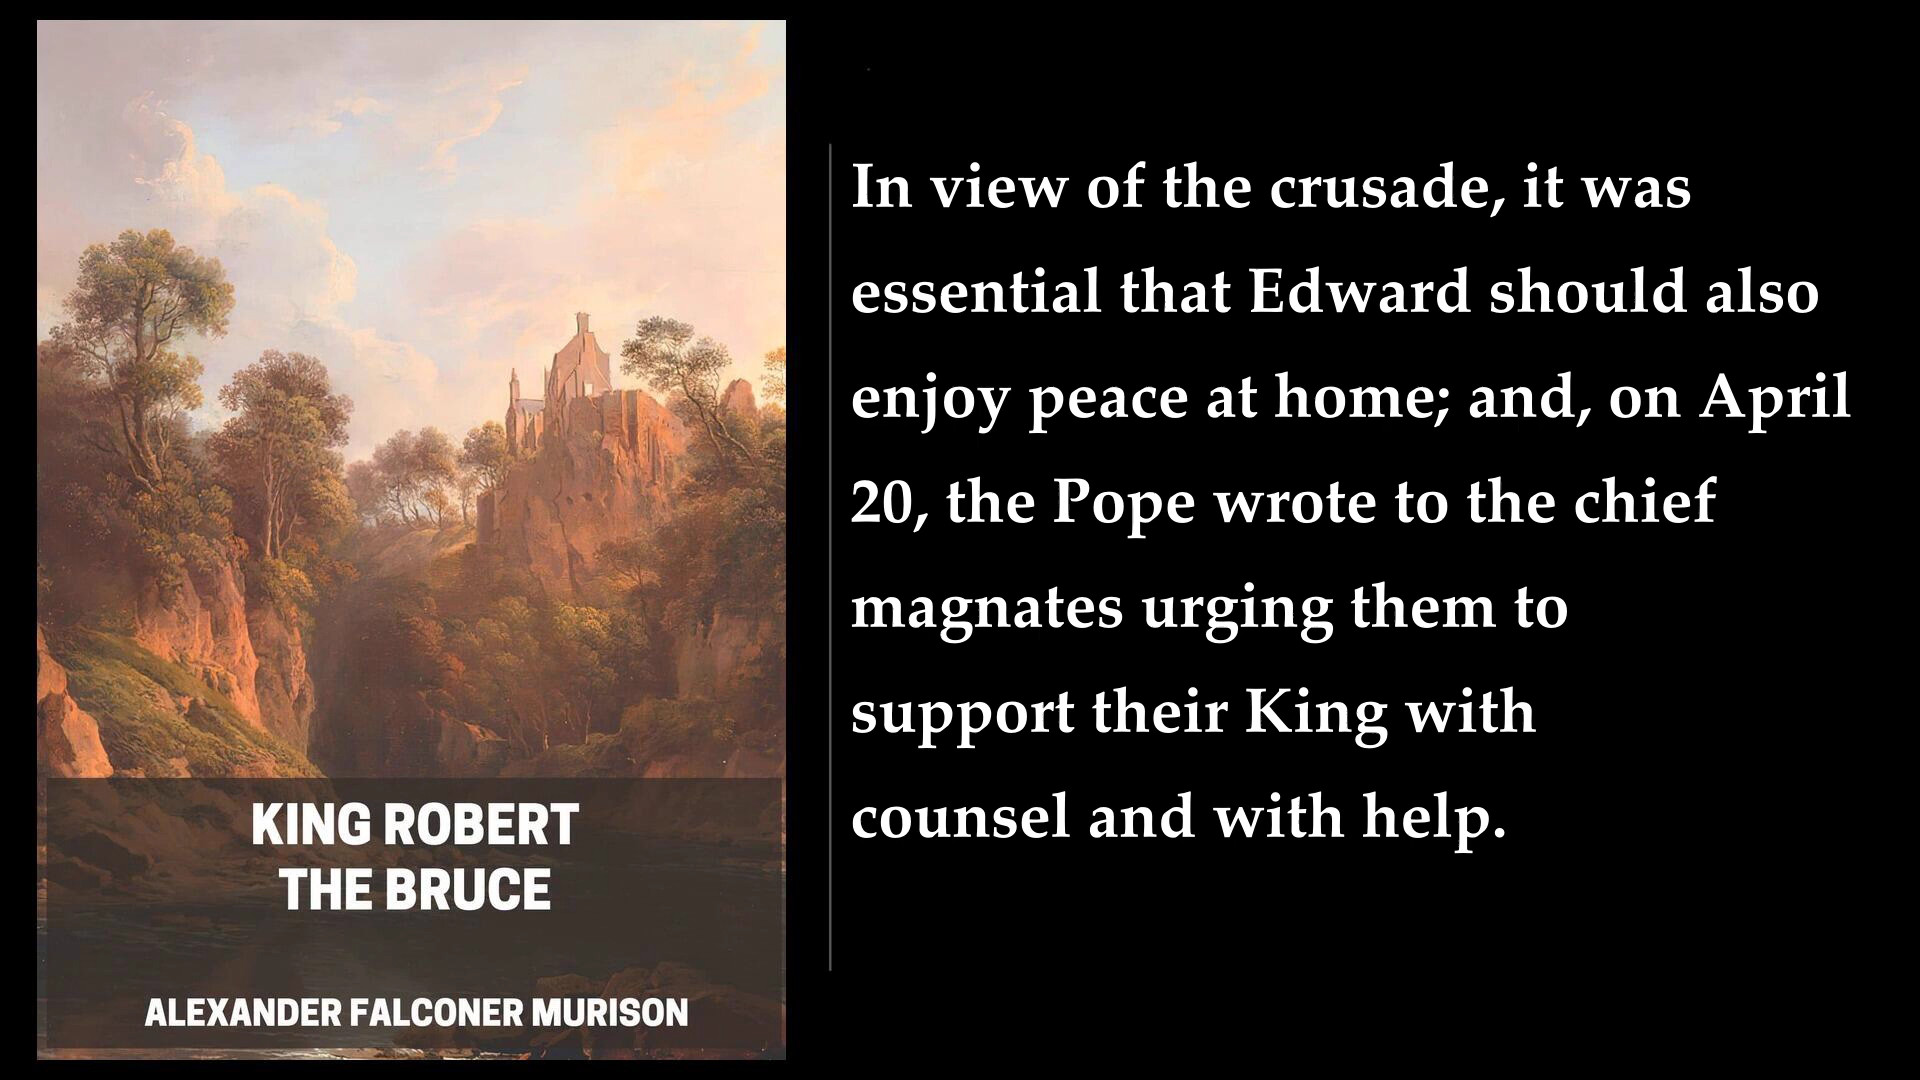 KING ROBERT
THE BRUCE
ALEXANDER FALCONER MURISON
In view of the crusade, it was
essential that Edward should also
enjoy peace at home; and, on April
20, the Pope wrote to the chief
magnates urging them to
support their King with
counsel and with help.